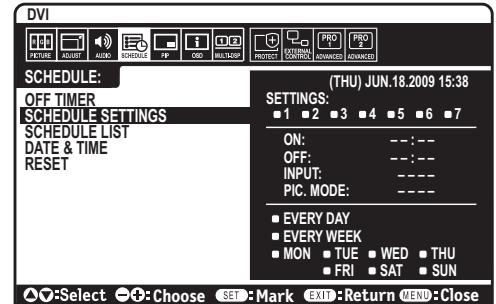 DVI
RGB
PICTURE ADJUST AUDIO SCHEDULE PIP OSD MULTI-DSP PROTECT EXTERNAL CONTROL PRO 1 ADVANCED PRO 2 ADVANCED
SCHEDULE:
OFF TIMER
SCHEDULE SETTINGS
SCHEDULE LIST
DATE & TIME
RESET
(THU) JUN.18.2009 15:38
SETTINGS:
1 2 3 4 5 6 7
ON: --:--
OFF: --:--
INPUT: ----
PIC. MODE: ----
EVERY DAY
EVERY WEEK
MON TUE WED THU
FRI SAT SUN
:Select :Choose SET:Mark EXIT:Return MENU:Close